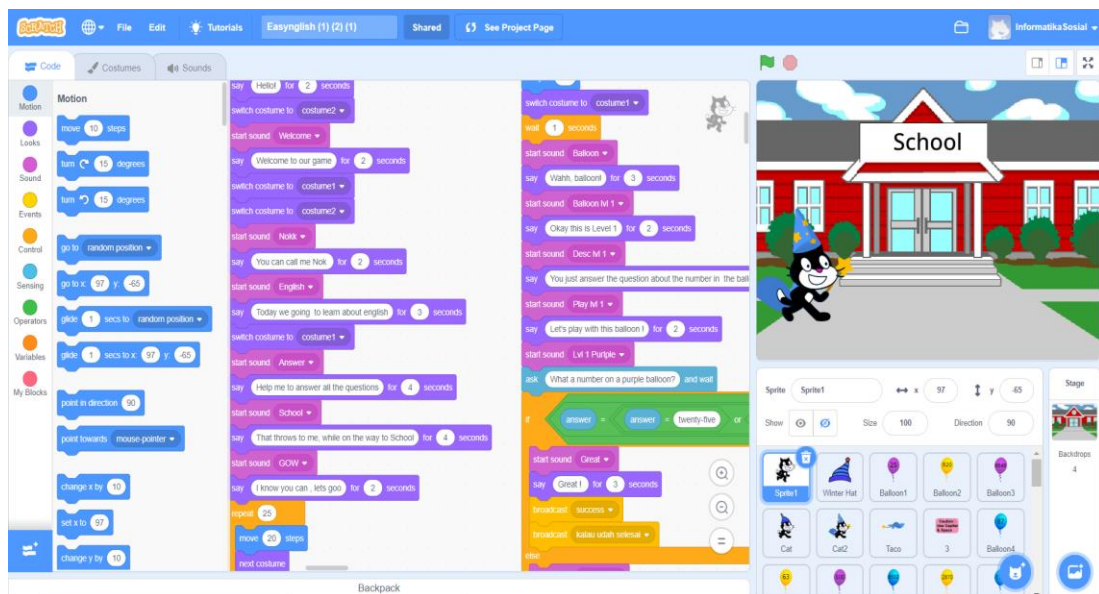 SCRATCH File Edit Tutorials Easynglish (1) (2) (1) Shared See Project Page InformatikaSosial
Code Costumes Sounds
Motion
Looks
Sound
Events
Control
Sensing
Operators
Variables
My Blocks
Motion
move 10 steps
turn 15 degrees
turn 15 degrees
go to random position
go to x: 97 y: -65
glide 1 secs to random position
glide 1 secs to x: 97 y: -65
point in direction 90
point towards mouse-pointer
change x by 10
set x to 97
change y by 10
say Hello! for 2 seconds
switch costume to costume2
start sound Welcome
say Welcome to our game for 2 seconds
switch costume to costume1
switch costume to costume2
start sound Nokk
say You can call me Nok for 2 seconds
start sound English
say Today we going to learn about english for 3 seconds
switch costume to costume1
start sound Answer
say Help me to answer all the questions for 4 seconds
start sound School
say That throws to me, while on the way to School for 4 seconds
start sound GOW
say I know you can , lets goo for 2 seconds
repeat 25
move 20 steps
next costume
switch costume to costume1
wait 1 seconds
start sound Balloon
say Wahh, balloon! for 3 seconds
start sound Balloon lvl 1
say Okay this is Level 1 for 2 seconds
start sound Desc lvl 1
say You just answer the question about the number in the ball
start sound Play lvl 1
say Let's play with this balloon ! for 2 seconds
start sound Lvl 1 Purlple
ask What a number on a purple balloon? and wait
if answer = answer = twenty-five or
start sound Great
say Great ! for 3 seconds
broadcast success
broadcast kalau udah selesai
else
School
Sprite Sprite1 x 97 y -65
Show Size 100 Direction 90
Stage
Backdrops
4
Sprite1 Winter Hat Balloon1 Balloon2 Balloon3
Cat Cat2 Taco 3 Balloon4
63
Backpack